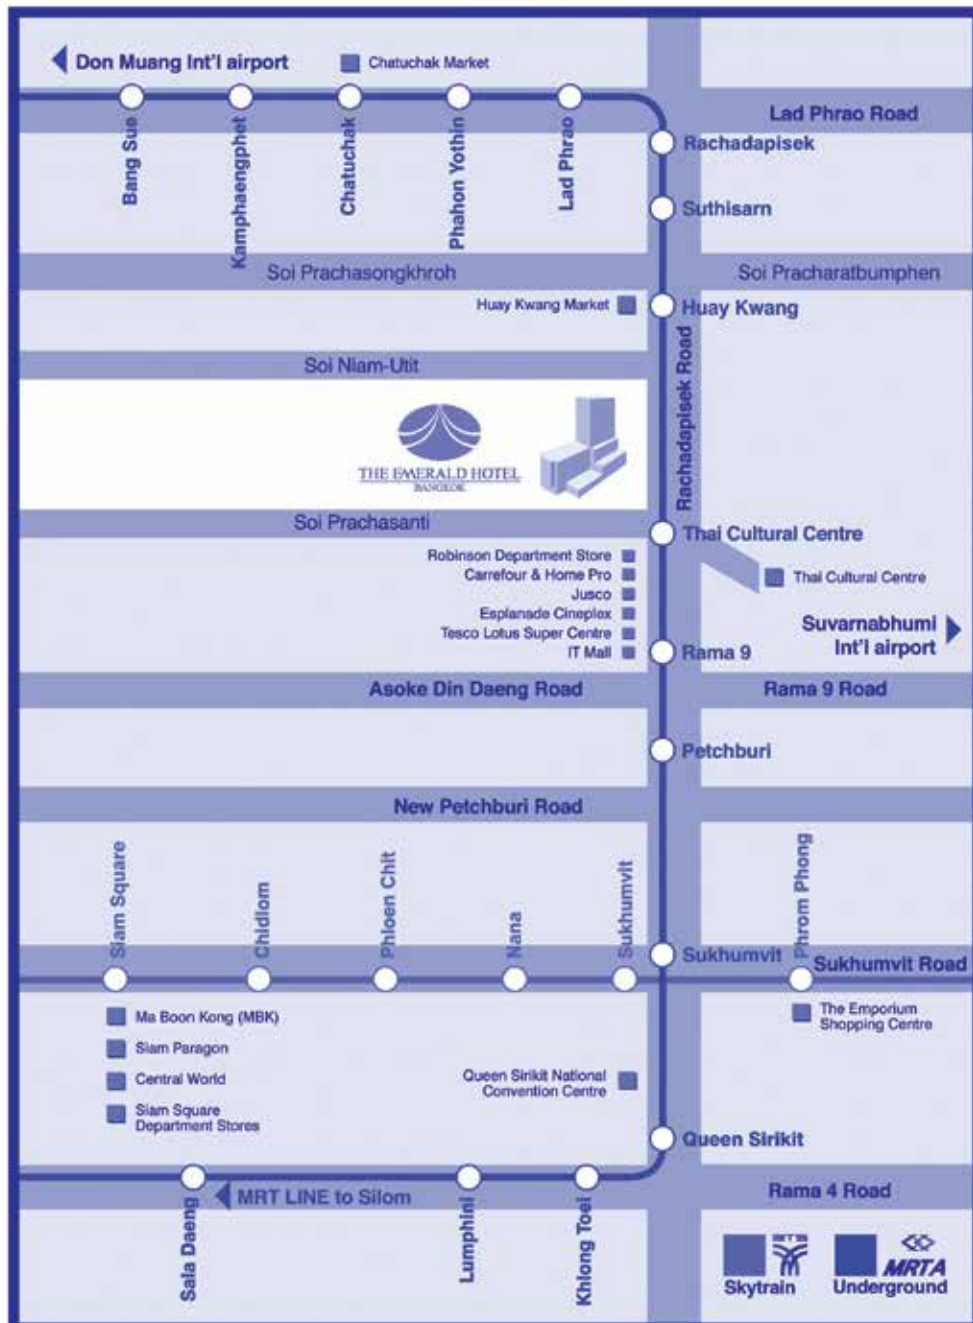 Don Muang Int'l airport
Chatuchak Market
Lad Phrao Road
Bang Sue
Kamphaengphet
Chatuchak
Phahon Yothin
Lad Phrao
Rachadapisek
Suthisarn
Soi Prachasongkhroh
Soi Pracharatbumphen
Huay Kwang Market
Huay Kwang
Soi Niam-Utit
Rachadapisek Road
THE EMERALD HOTEL
BANGKOK
Soi Prachasanti
Thai Cultural Centre
Robinson Department Store
Carrefour & Home Pro
Thai Cultural Centre
Jusco
Esplanade Cineplex
Tesco Lotus Super Centre
IT Mall
Suvarnabhumi
Int'l airport
Rama 9
Asoke Din Daeng Road
Rama 9 Road
Petchburi
New Petchburi Road
Siam Square
Chidlom
Phloen Chit
Nana
Sukhumvit
Sukhumvit
Phrom Phong
Sukhumvit Road
Ma Boon Kong (MBK)
Siam Paragon
Central World
Siam Square
Department Stores
The Emporium
Shopping Centre
Queen Sirikit National
Convention Centre
Queen Sirikit
MRT LINE to Silom
Rama 4 Road
Sala Daeng
Lumphini
Khlong Toei
BTS
Skytrain
MRTA
Underground